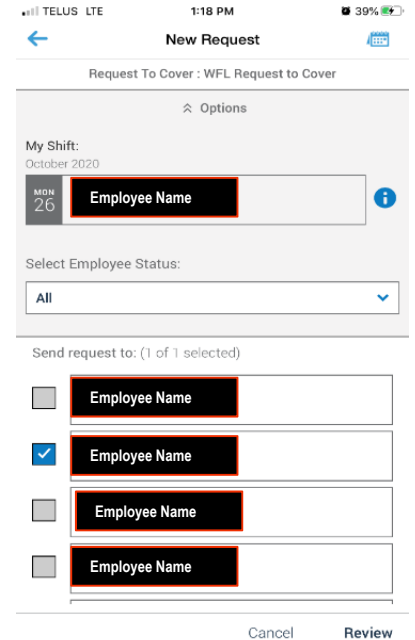 TELUS LTE 1:18 PM 39%
New Request
Request To Cover : WFL Request to Cover
Options
My Shift:
October 2020
MON
26
Employee Name
Select Employee Status:
All
Send request to: (1 of 1 selected)
Employee Name
Employee Name
Employee Name
Employee Name
Cancel Review